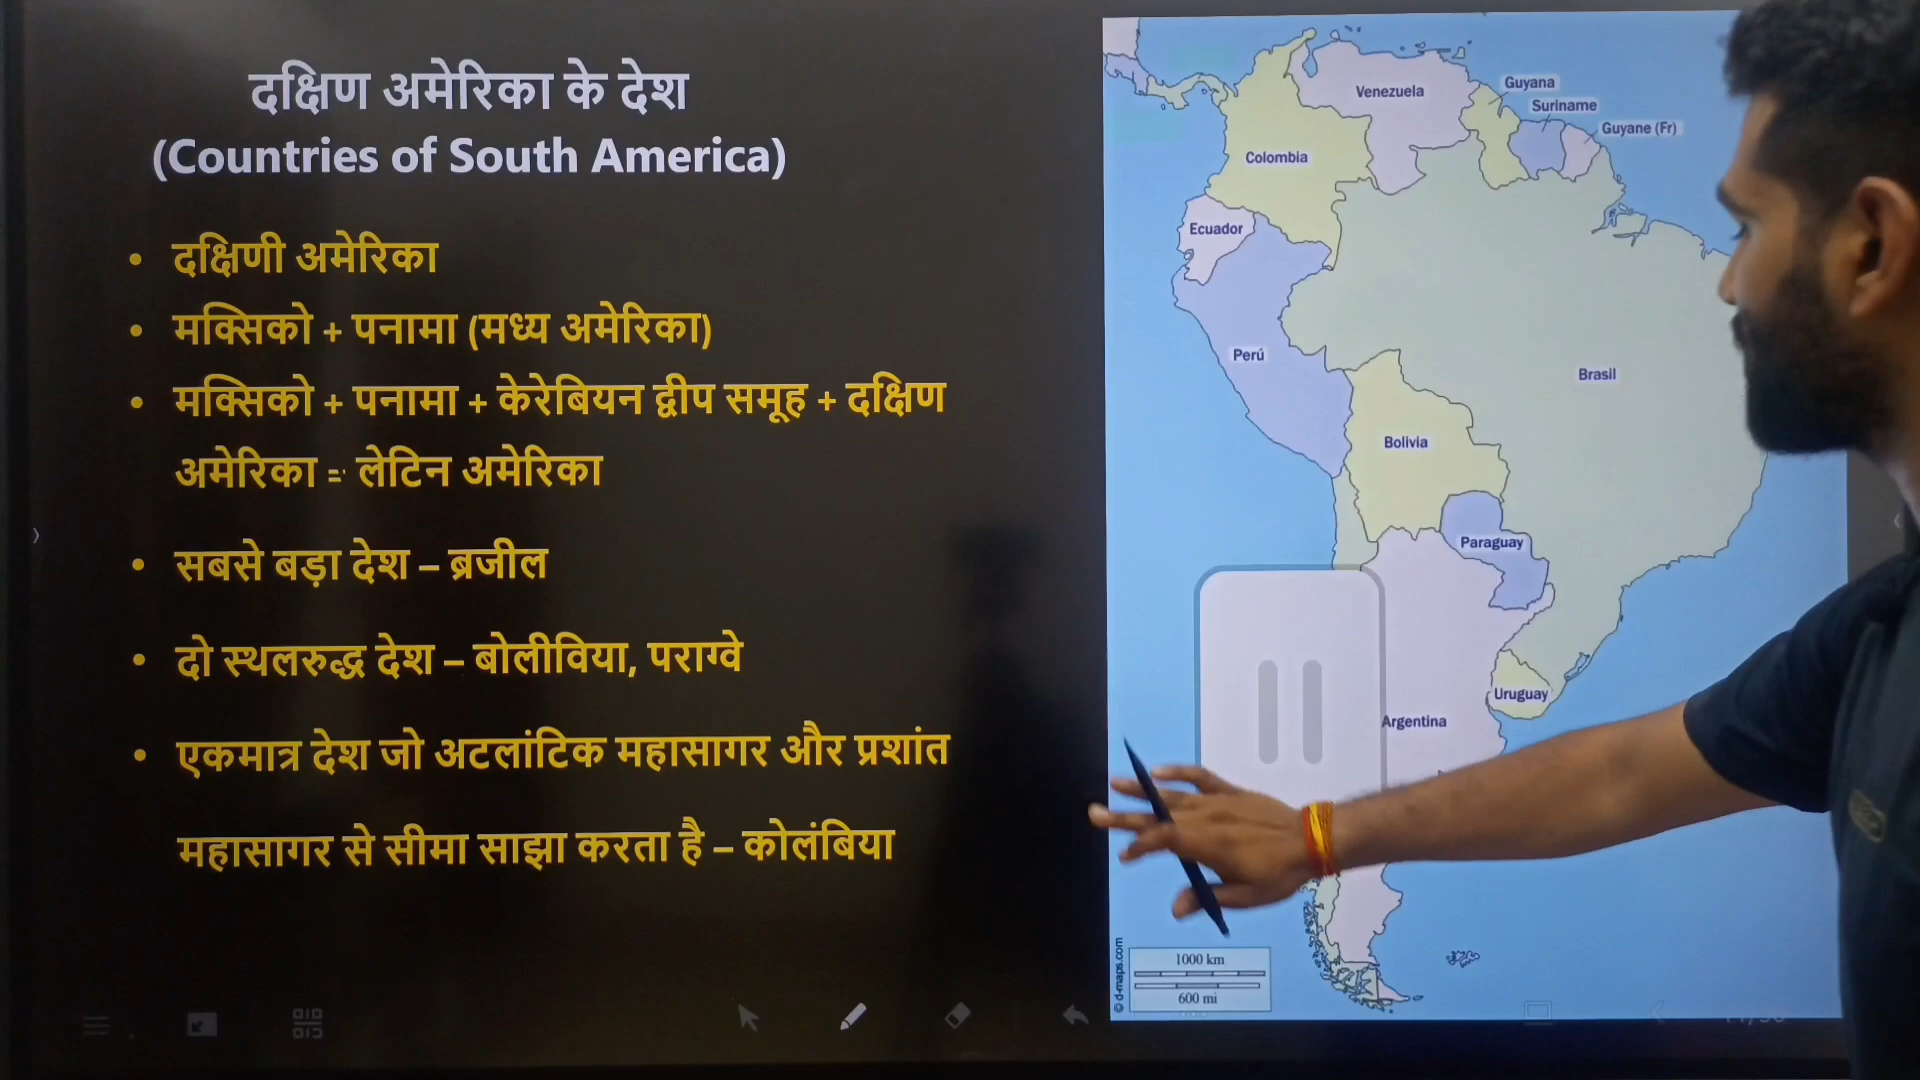 दक्षिण अमेरिका के देश
(Countries of South America)
• दक्षिणी अमेरिका
• मक्सिको + पनामा (मध्य अमेरिका)
• मक्सिको + पनामा + केरेबियन द्वीप समूह + दक्षिण
अमेरिका = लेटिन अमेरिका
• सबसे बड़ा देश – ब्रजील
• दो स्थलरुद्ध देश – बोलीविया, पराग्वे
• एकमात्र देश जो अटलांटिक महासागर और प्रशांत
महासागर से सीमा साझा करता है – कोलंबिया
Venezuela
Guyana
Suriname
Guyane (Fr)
Colombia
Ecuador
Perú
Brasil
Bolivia
Paraguay
Uruguay
Argentina
1000 km
600 mi
© d-maps.com